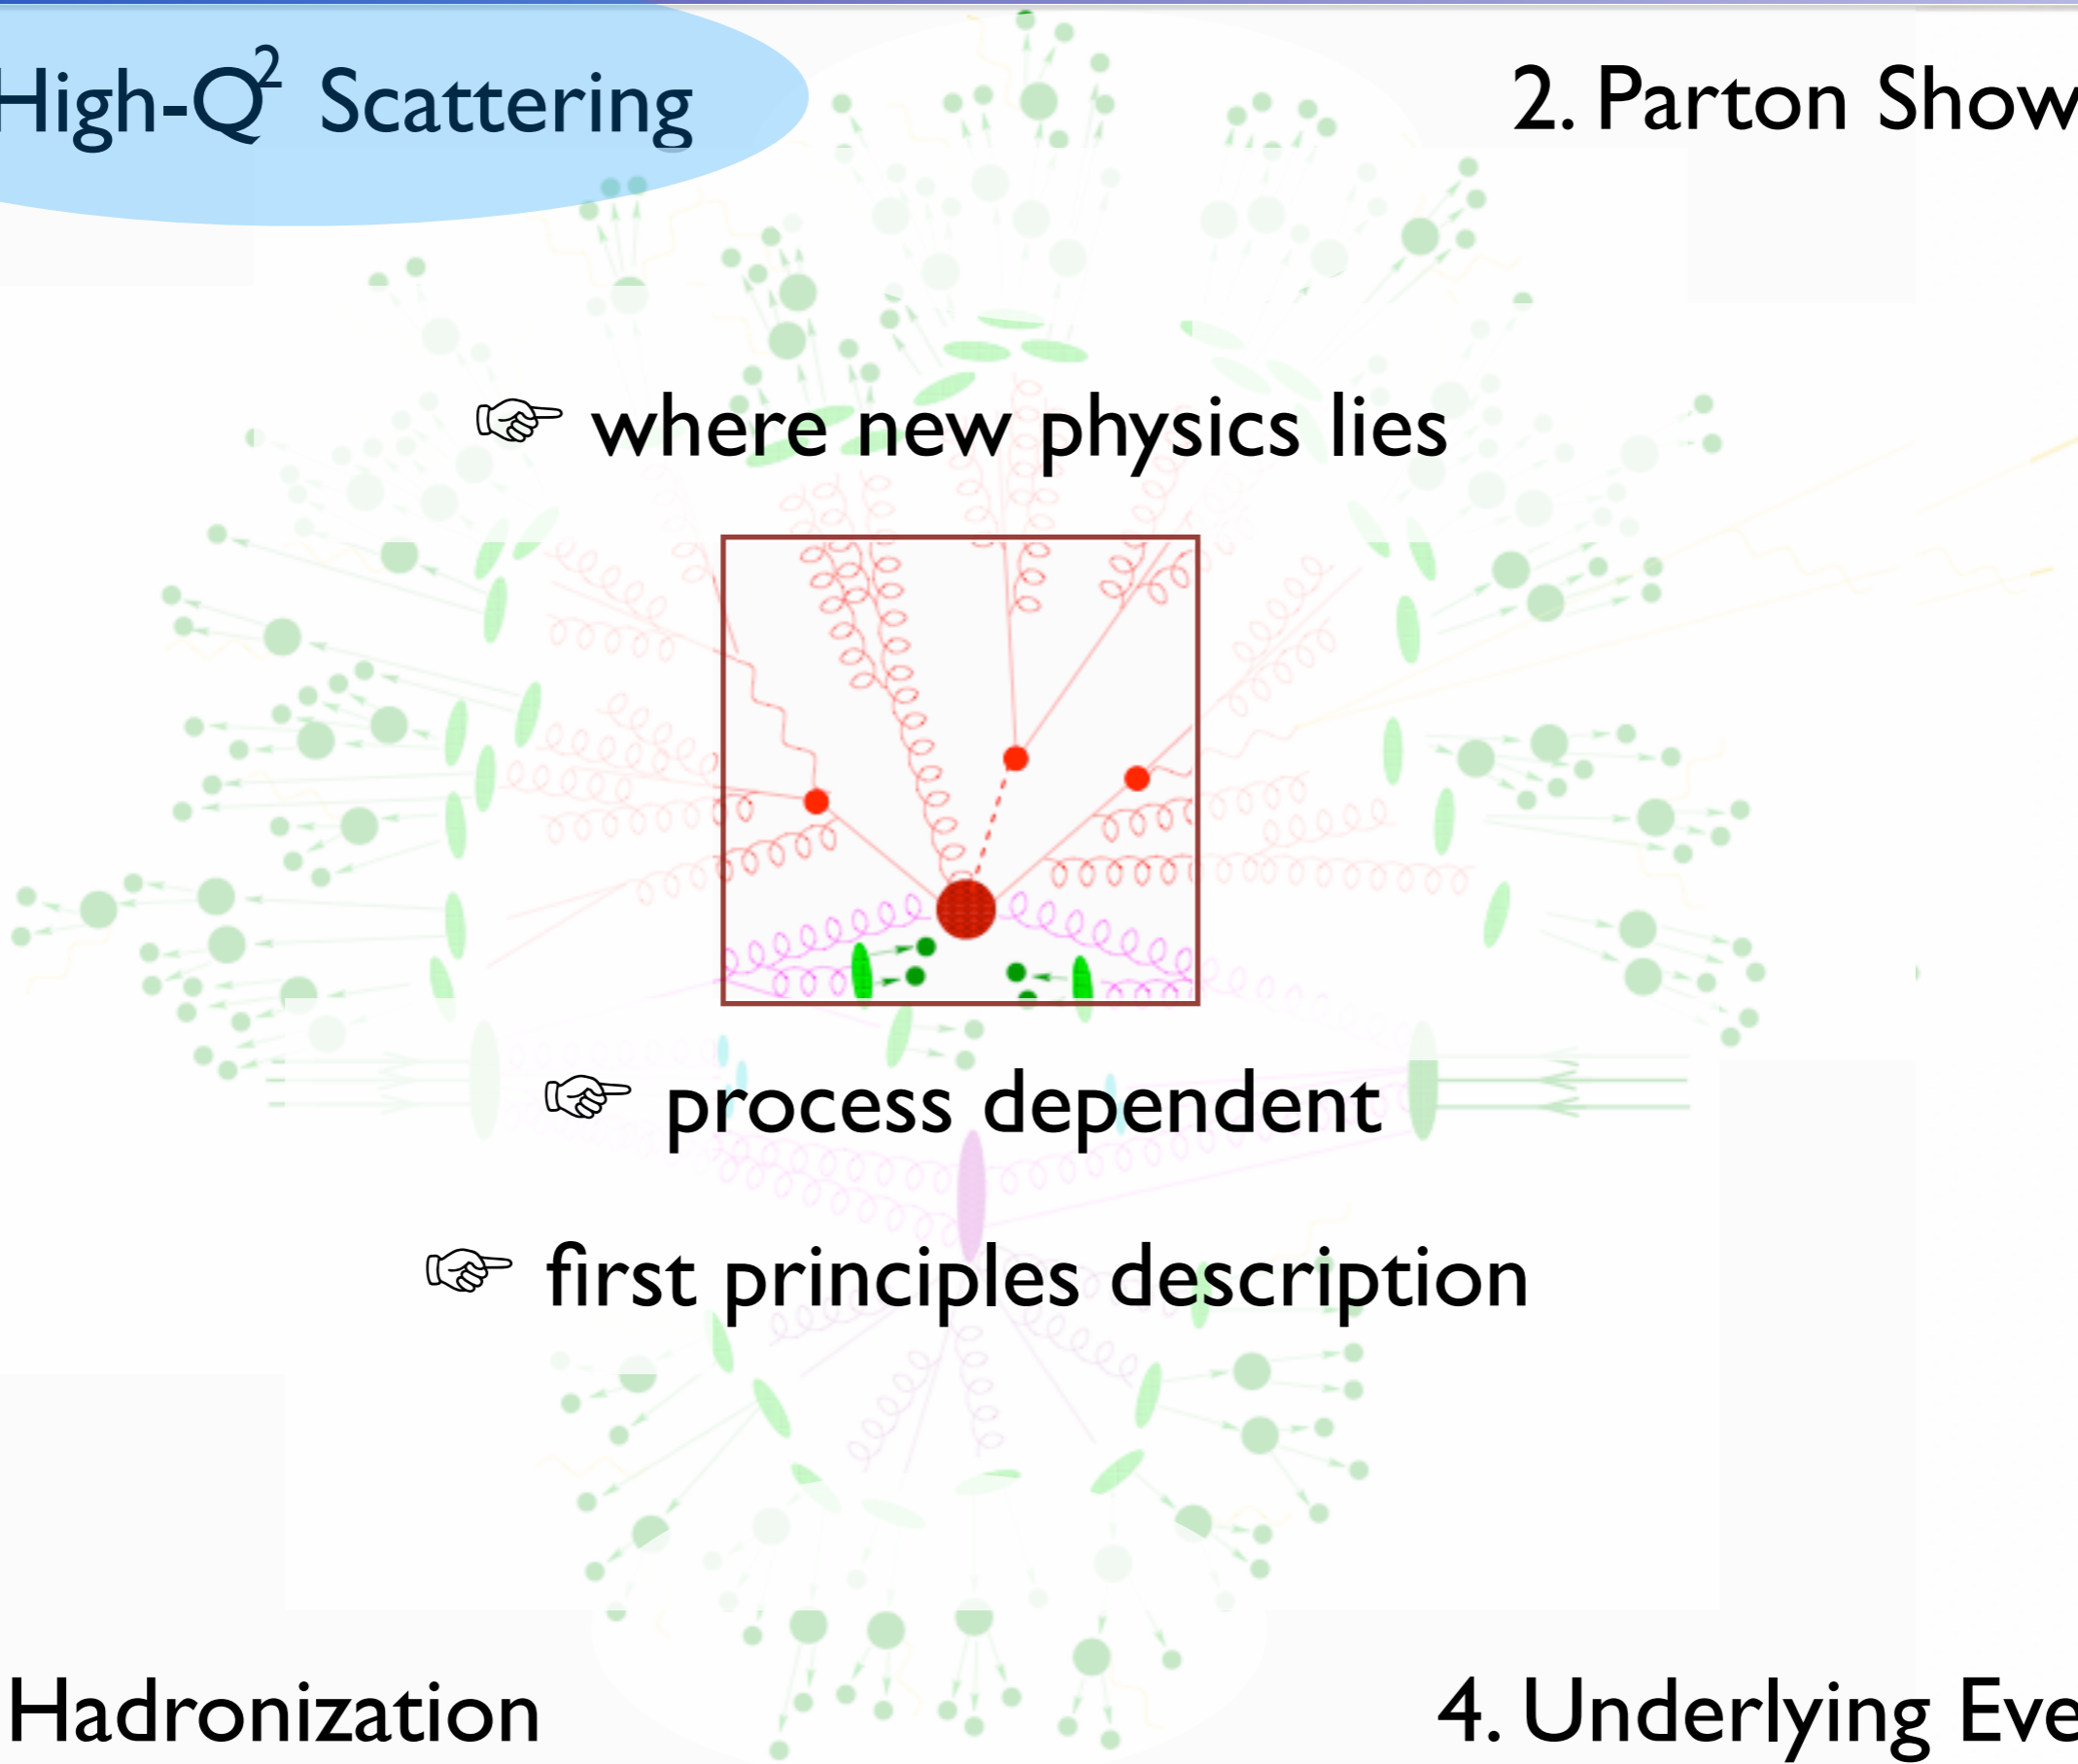 High-Q² Scattering
2. Parton Show
☞ where new physics lies
☞ process dependent
☞ first principles description
Hadronization
4. Underlying Eve